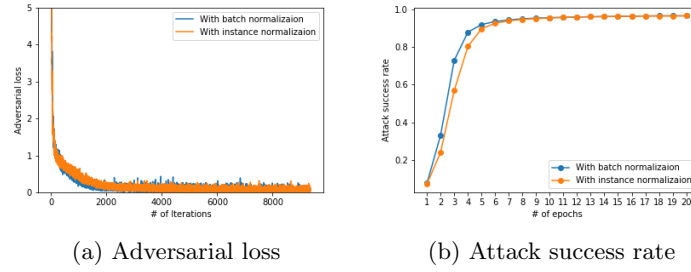 5
4
3
2
1
0
Adversarial loss
With batch normalizaion
With instance normalizaion
0 2000 4000 6000 8000
# of Iterations
(a) Adversarial loss
1.0
0.8
0.6
0.4
0.2
Attack success rate
With batch normalizaion
With instance normalizaion
1 2 3 4 5 6 7 8 9 10 11 12 13 14 15 16 17 18 19 20
# of epochs
(b) Attack success rate